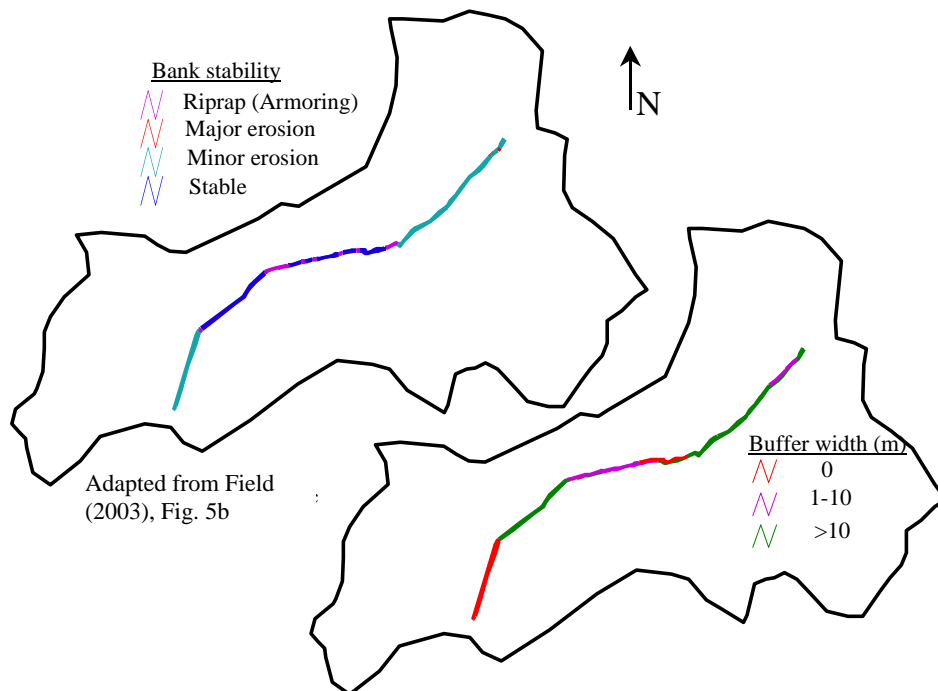 Bank stability
Riprap (Armoring)
Major erosion
Minor erosion
Stable
N
Buffer width (m)
0
1-10
>10
Adapted from Field
(2003), Fig. 5b
;